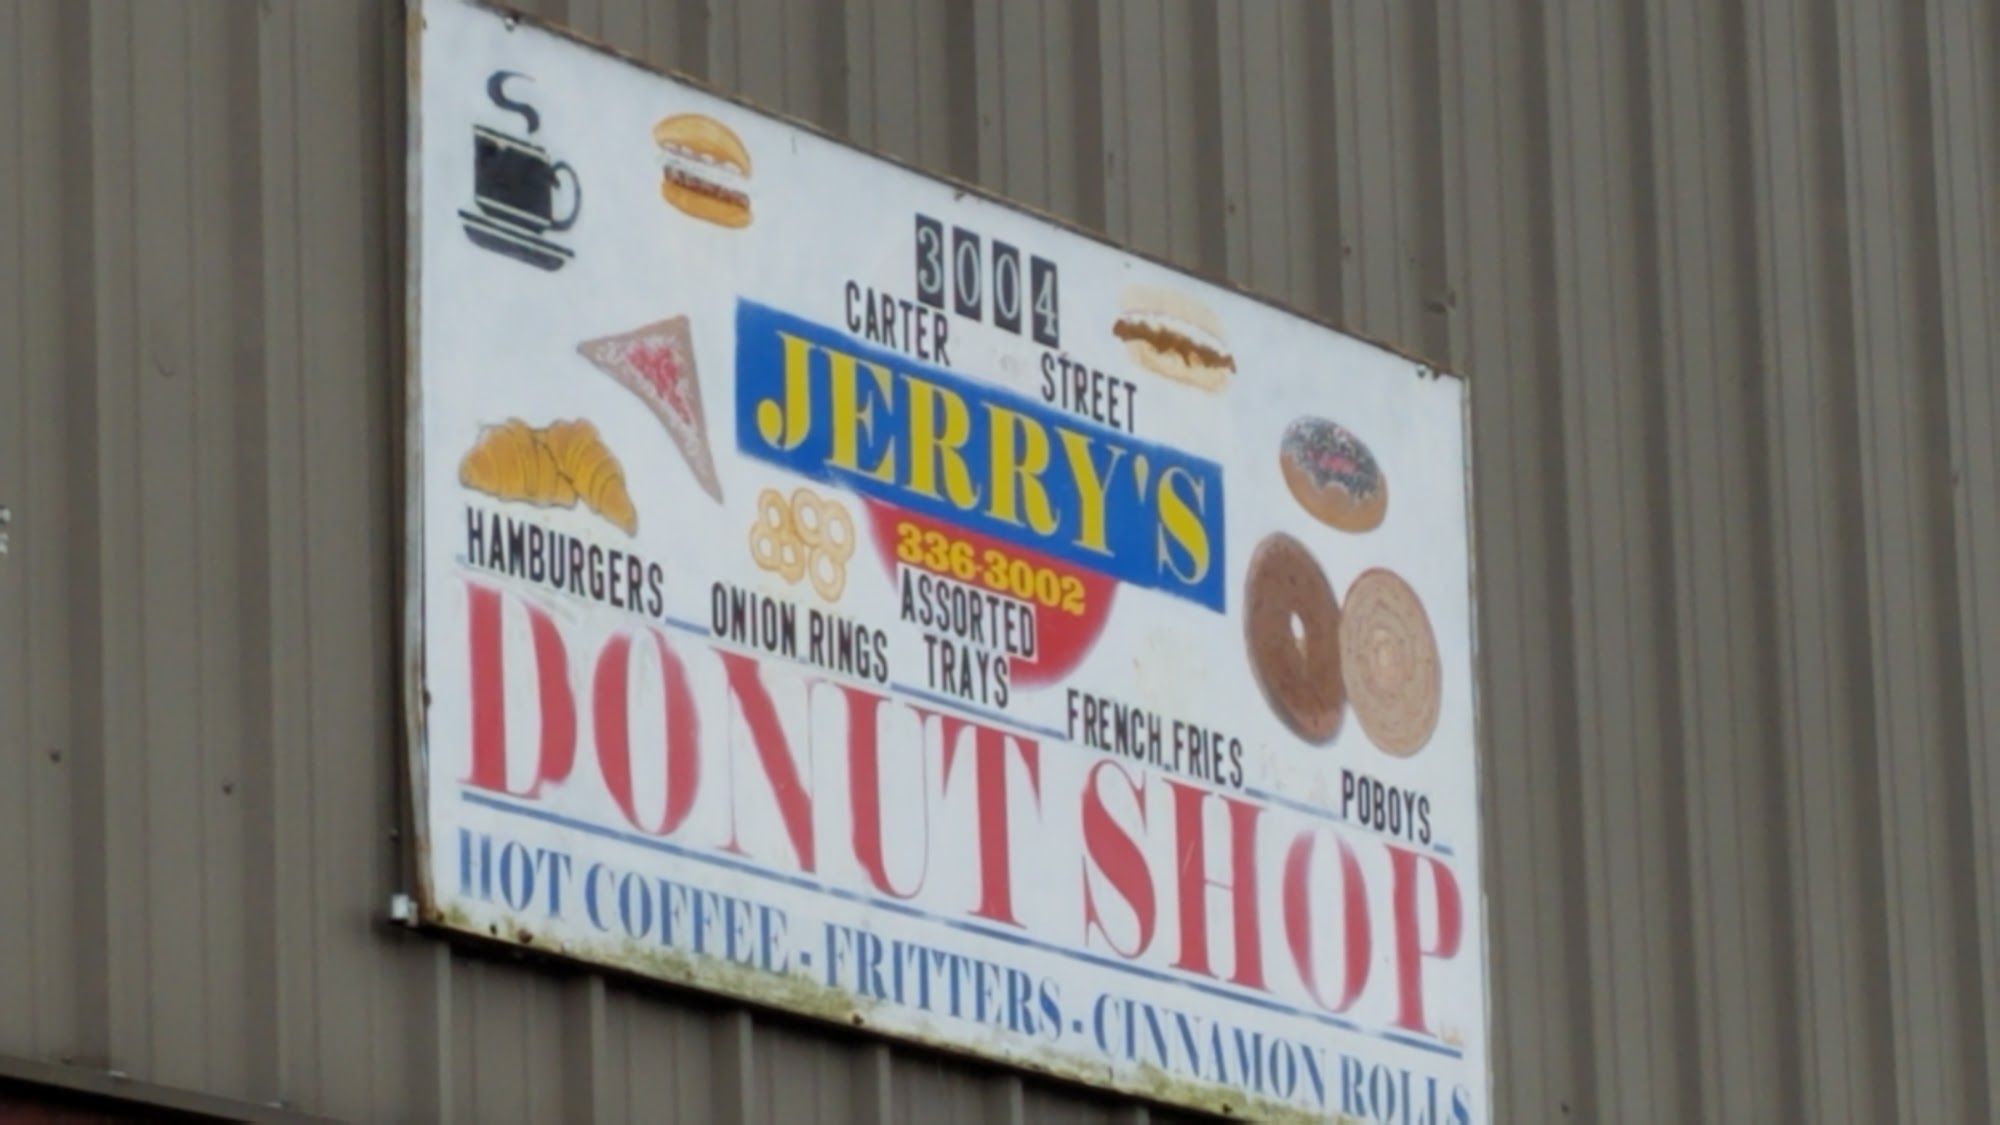 3004
CARTER STREET
JERRY'S
336-3002
HAMBURGERS
ONION RINGS
ASSORTED
TRAYS
FRENCH FRIES
POBOYS
DONUT SHOP
HOT COFFEE - FRITTERS - CINNAMON ROLLS